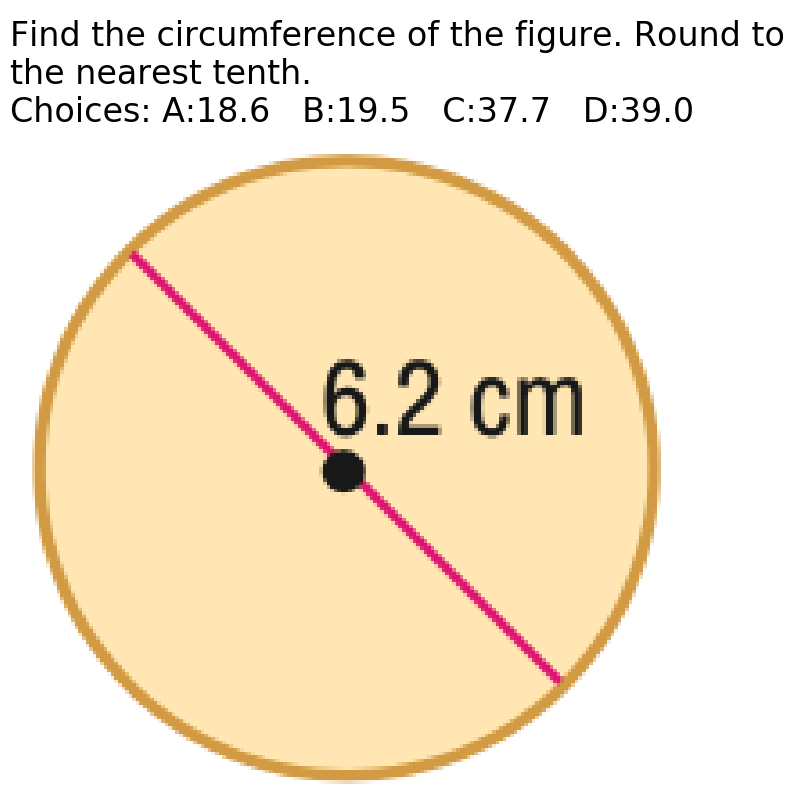 Find the circumference of the figure. Round to
the nearest tenth.
Choices: A:18.6   B:19.5   C:37.7   D:39.0
6.2 cm